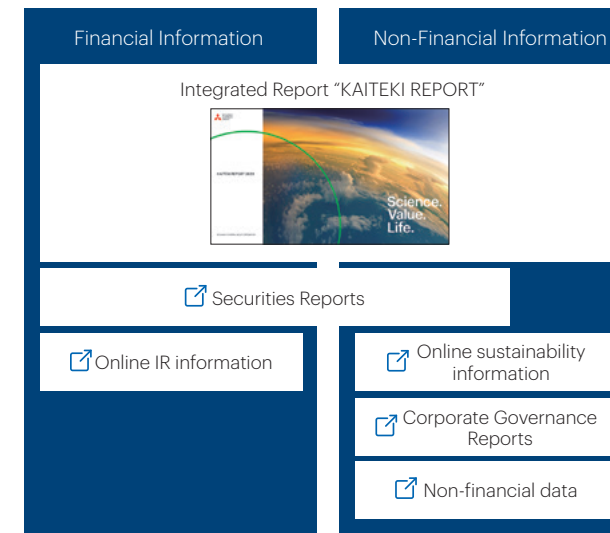 Financial Information
Non-Financial Information
Integrated Report “KAITEKI REPORT”
Science.
Value.
Life.
Securities Reports
Online IR information
Online sustainability
information
Corporate Governance
Reports
Non-financial data